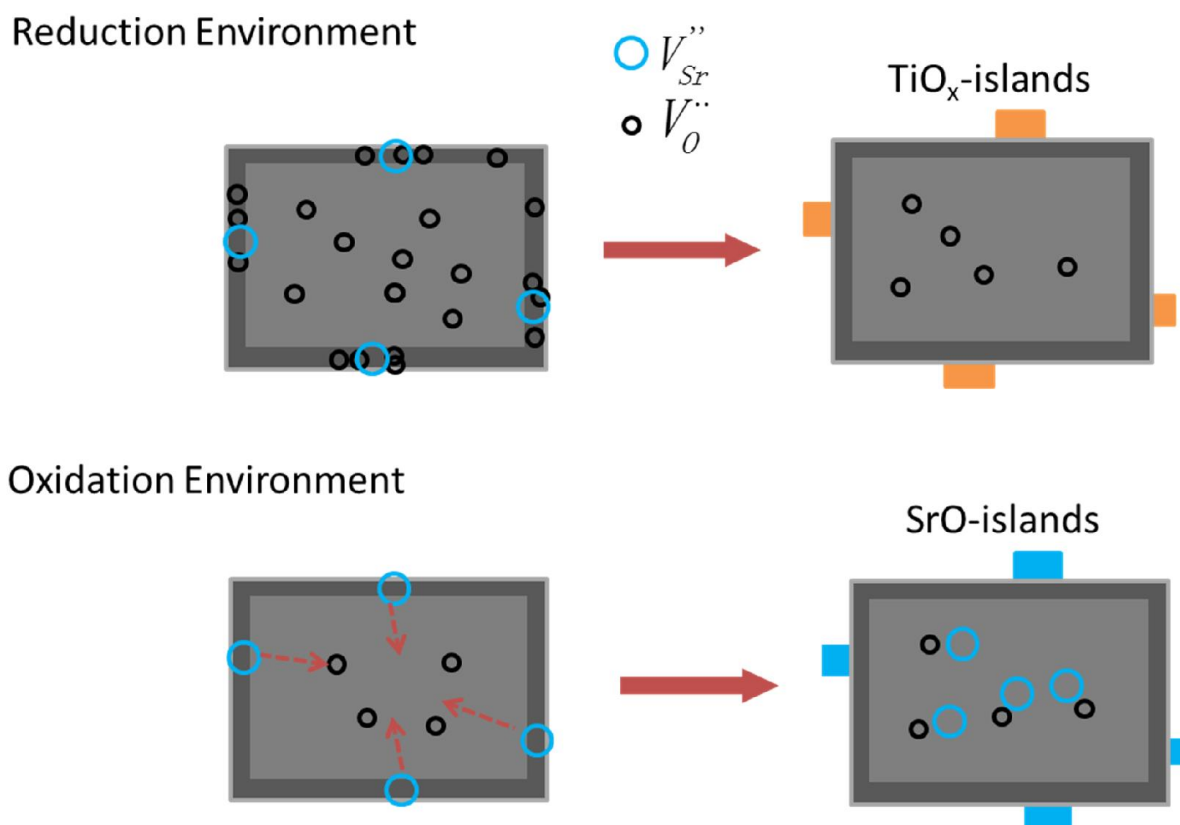 Reduction Environment
V''Sr
V··O
TiOx-islands
Oxidation Environment
SrO-islands